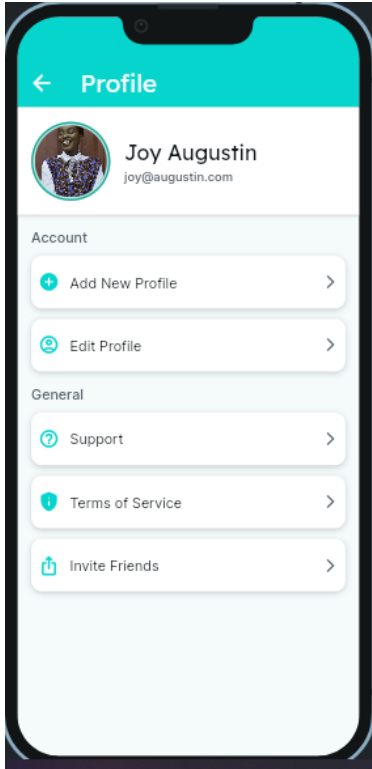 Profile
Joy Augustin
joy@augustin.com
Account
Add New Profile
Edit Profile
General
Support
Terms of Service
Invite Friends